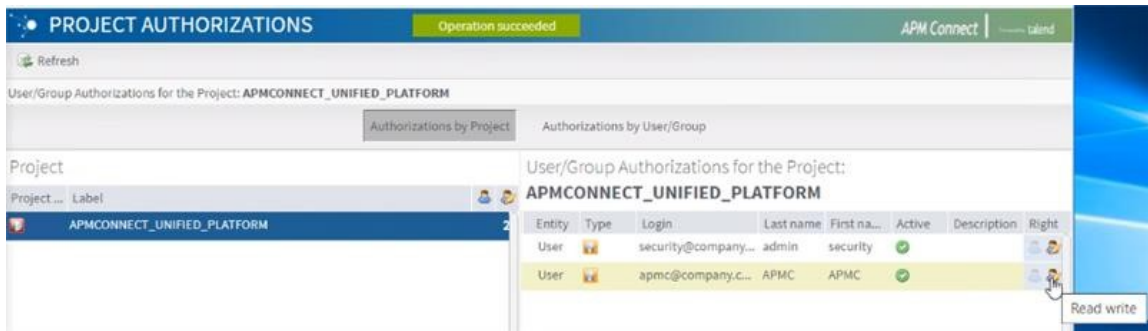 PROJECT AUTHORIZATIONS
Operation succeeded
APM Connect
talend
Refresh
User/Group Authorizations for the Project: APMCONNECT_UNIFIED_PLATFORM
Authorizations by Project
Authorizations by User/Group
Project
User/Group Authorizations for the Project:
APMCONNECT_UNIFIED_PLATFORM
Project ... Label
Entity Type Login Last name First na... Active Description Right
APMCONNECT_UNIFIED_PLATFORM 2
User security@company... admin security
User apmc@company.c... APMC APMC
Read write